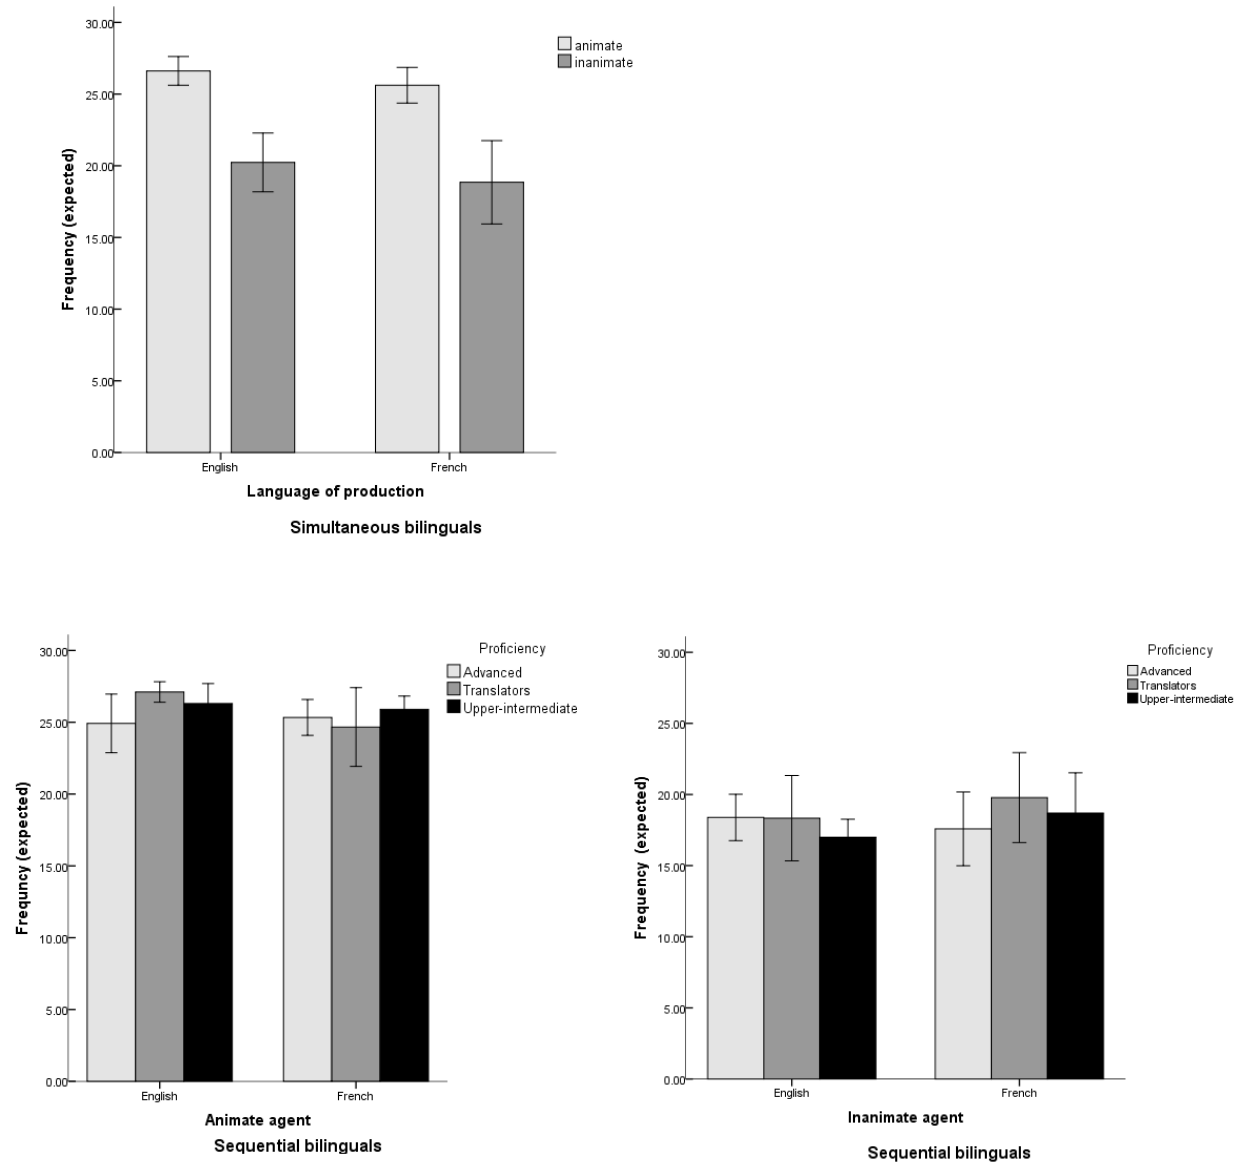 30.00
25.00
20.00
15.00
10.00
5.00
0.00
Frequency (expected)
animate
inanimate
English French
Language of production
Simultaneous bilinguals
30.00
25.00
20.00
15.00
10.00
5.00
0.00
Frequncy (expected)
Proficiency
Advanced
Translators
Upper-intermediate
English French
Animate agent
Sequential bilinguals
30.00
25.00
20.00
15.00
10.00
5.00
0.00
Frequency (expected)
Proficiency
Advanced
Translators
Upper-intermediate
English French
Inanimate agent
Sequential bilinguals